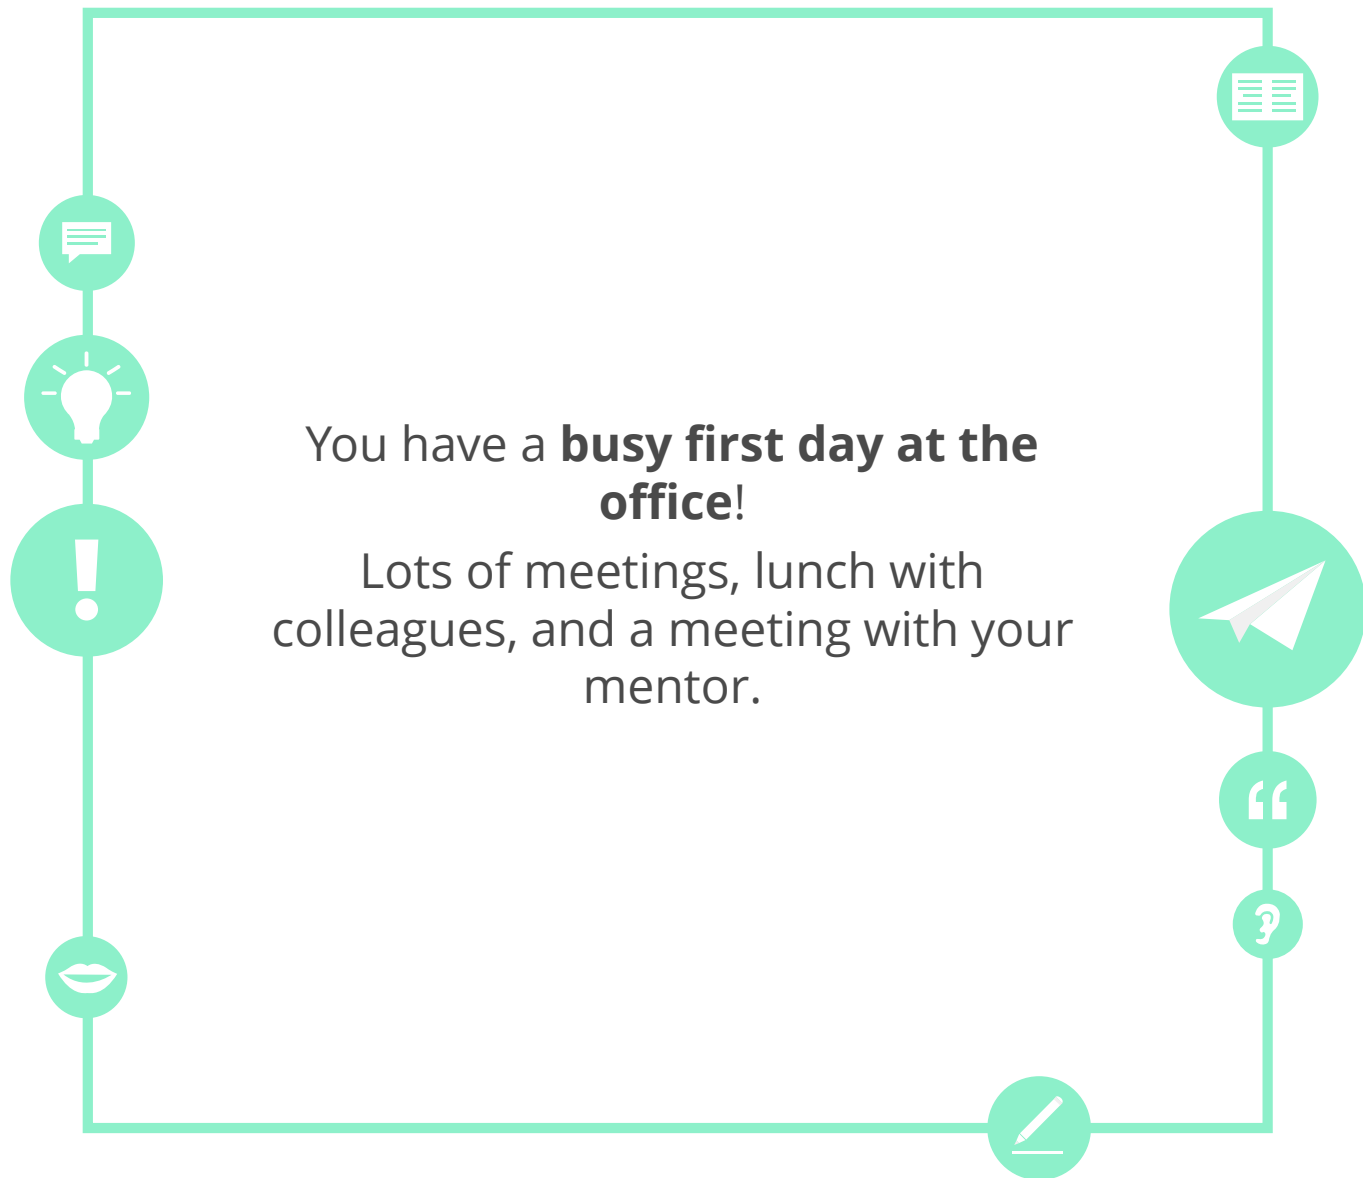 You have a busy first day at the
office!
Lots of meetings, lunch with
colleagues, and a meeting with your
mentor.